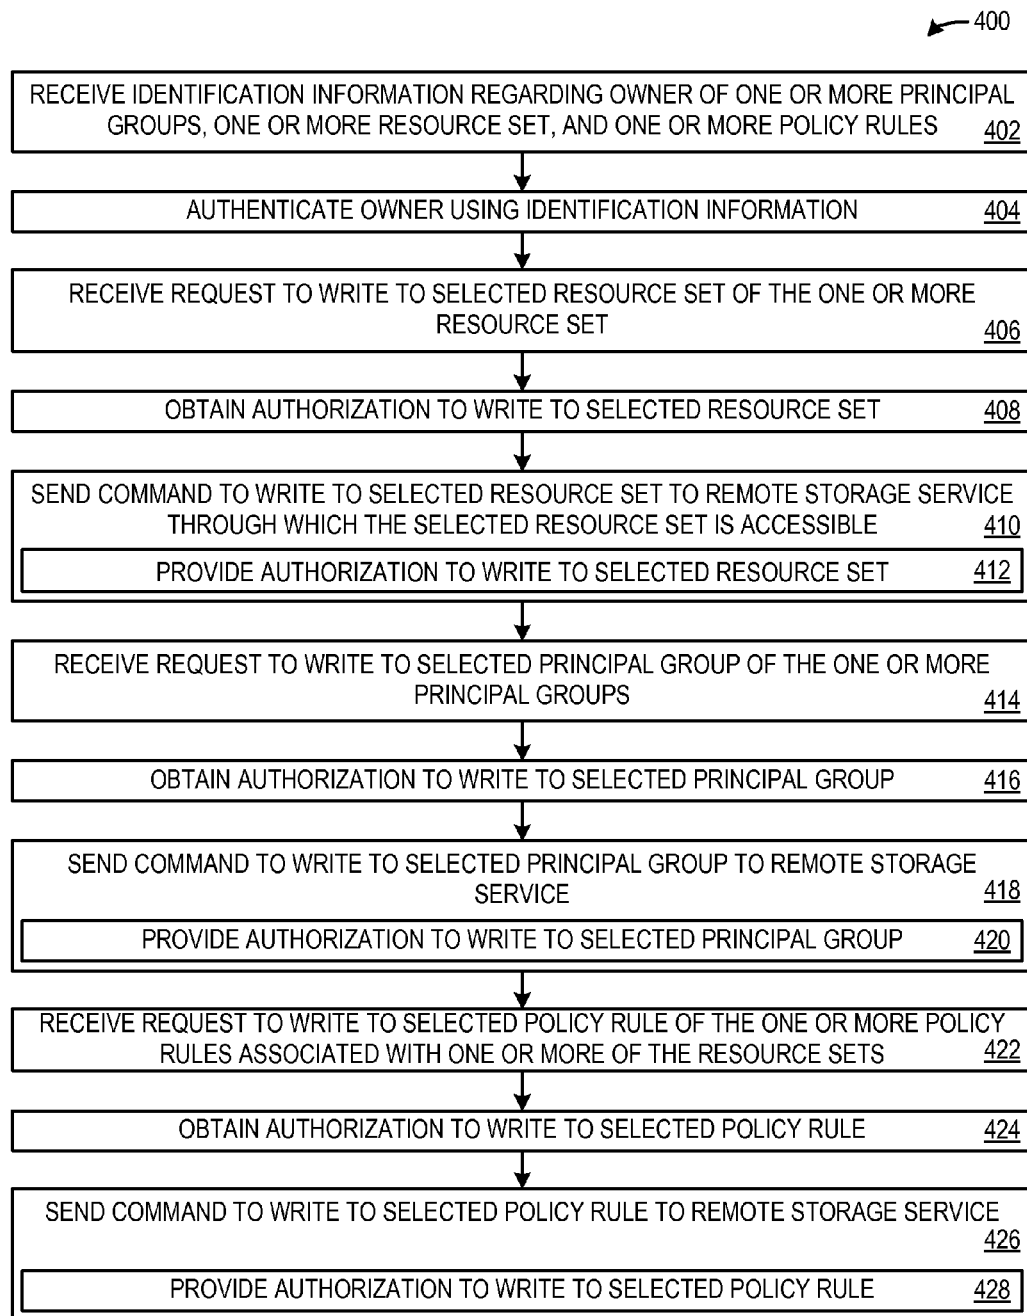 400
RECEIVE IDENTIFICATION INFORMATION REGARDING OWNER OF ONE OR MORE PRINCIPAL
GROUPS, ONE OR MORE RESOURCE SET, AND ONE OR MORE POLICY RULES
402
AUTHENTICATE OWNER USING IDENTIFICATION INFORMATION
404
RECEIVE REQUEST TO WRITE TO SELECTED RESOURCE SET OF THE ONE OR MORE
RESOURCE SET
406
OBTAIN AUTHORIZATION TO WRITE TO SELECTED RESOURCE SET
408
SEND COMMAND TO WRITE TO SELECTED RESOURCE SET TO REMOTE STORAGE SERVICE
THROUGH WHICH THE SELECTED RESOURCE SET IS ACCESSIBLE
410
PROVIDE AUTHORIZATION TO WRITE TO SELECTED RESOURCE SET
412
RECEIVE REQUEST TO WRITE TO SELECTED PRINCIPAL GROUP OF THE ONE OR MORE
PRINCIPAL GROUPS
414
OBTAIN AUTHORIZATION TO WRITE TO SELECTED PRINCIPAL GROUP
416
SEND COMMAND TO WRITE TO SELECTED PRINCIPAL GROUP TO REMOTE STORAGE
SERVICE
418
PROVIDE AUTHORIZATION TO WRITE TO SELECTED PRINCIPAL GROUP
420
RECEIVE REQUEST TO WRITE TO SELECTED POLICY RULE OF THE ONE OR MORE POLICY
RULES ASSOCIATED WITH ONE OR MORE OF THE RESOURCE SETS
422
OBTAIN AUTHORIZATION TO WRITE TO SELECTED POLICY RULE
424
SEND COMMAND TO WRITE TO SELECTED POLICY RULE TO REMOTE STORAGE SERVICE
426
PROVIDE AUTHORIZATION TO WRITE TO SELECTED POLICY RULE
428